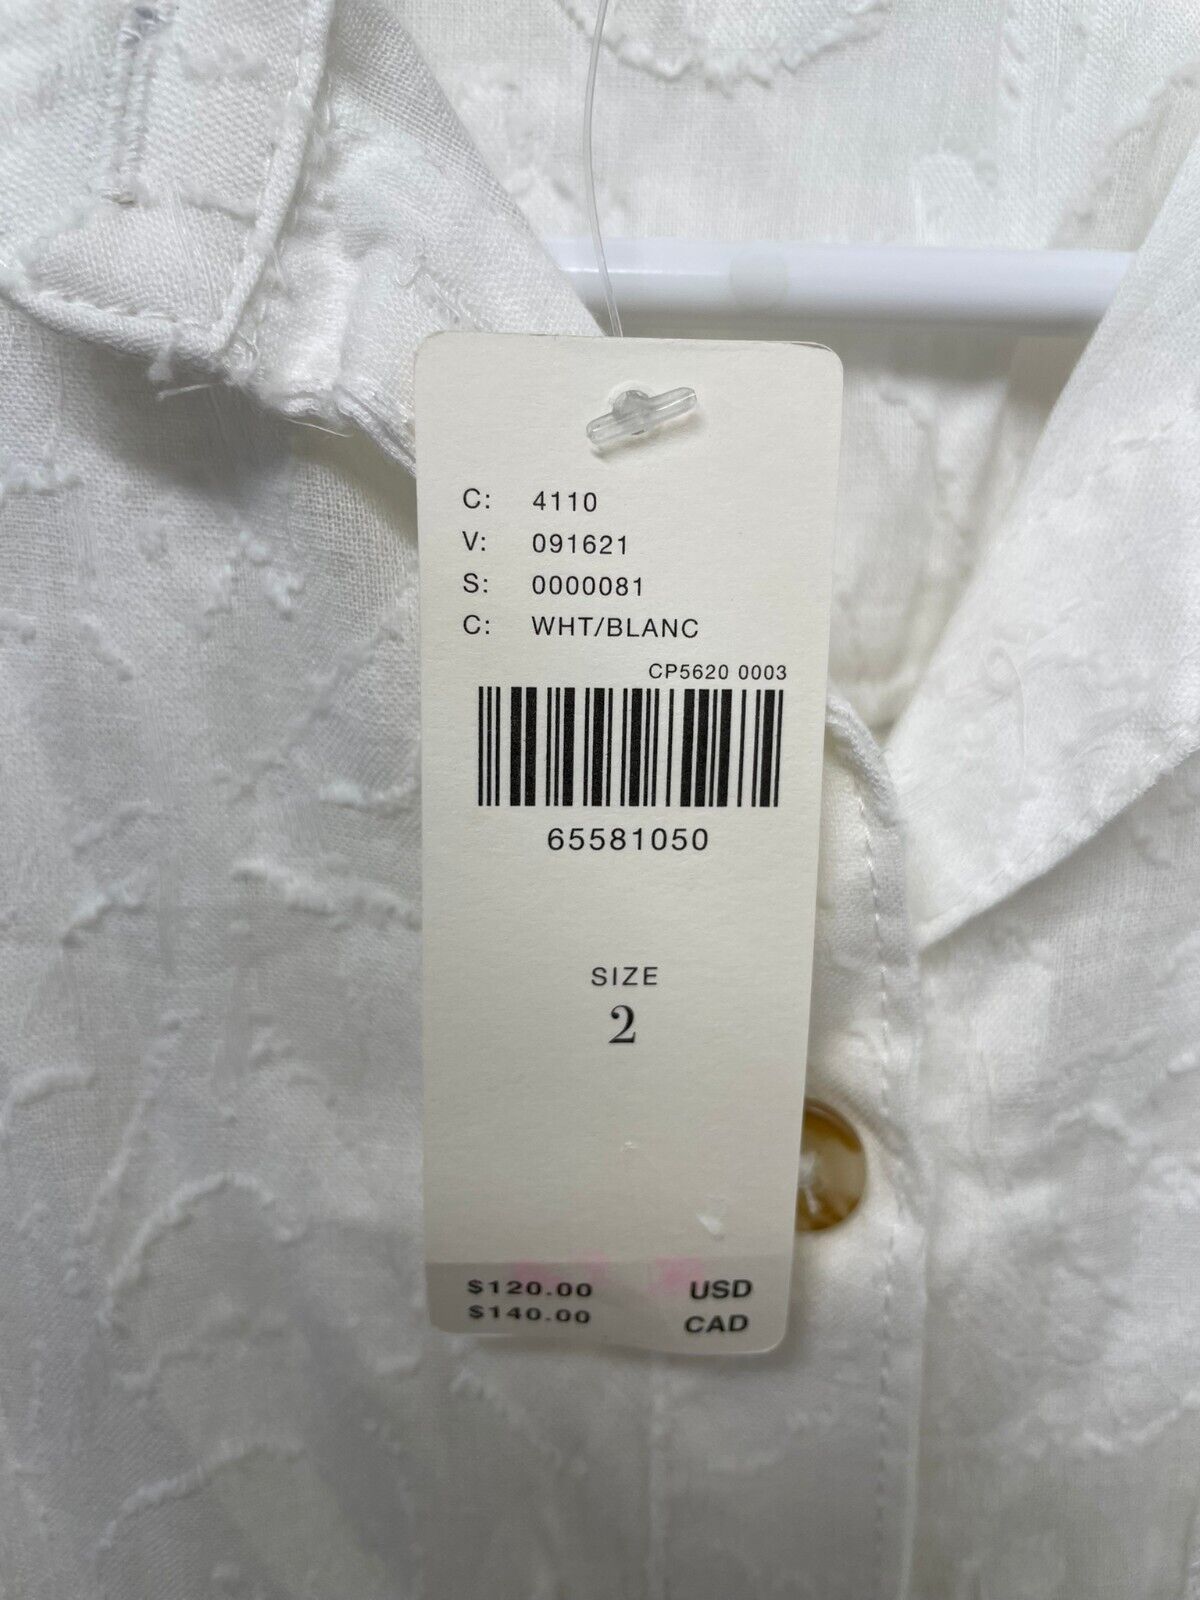 C: 4110
V: 091621
S: 0000081
C: WHT/BLANC
CP5620 0003
65581050
SIZE
2
$120.00 USD
$140.00 CAD